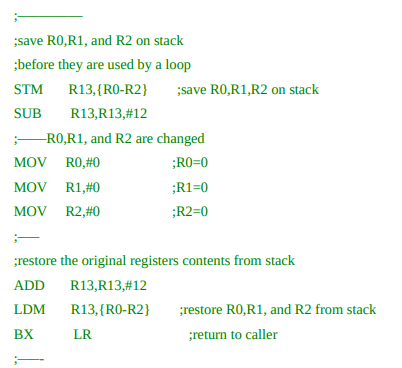 ;————
;save R0,R1, and R2 on stack
;before they are used by a loop
STM R13,{R0-R2} ;save R0,R1,R2 on stack
SUB R13,R13,#12
;——R0,R1, and R2 are changed
MOV R0,#0 ;R0=0
MOV R1,#0 ;R1=0
MOV R2,#0 ;R2=0
;—–
;restore the original registers contents from stack
ADD R13,R13,#12
LDM R13,{R0-R2} ;restore R0,R1, and R2 from stack
BX LR ;return to caller
;—–-